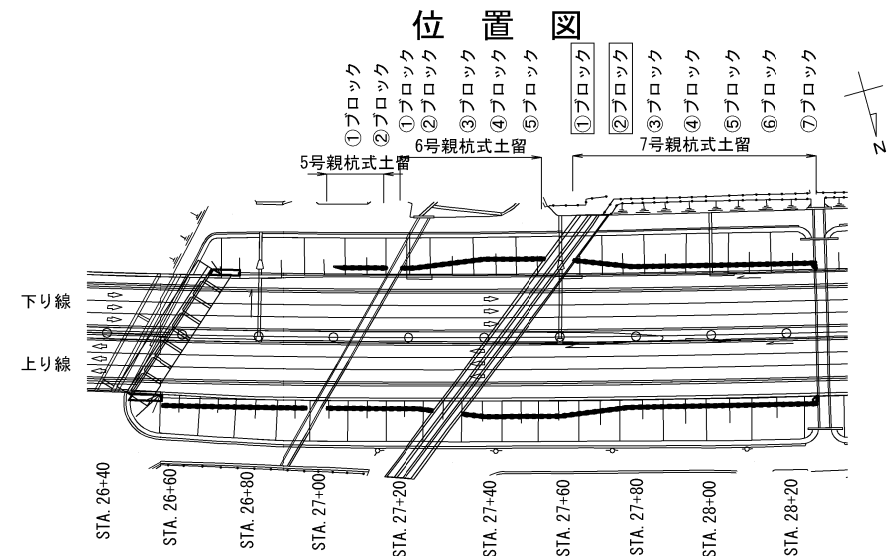 位置図
①ブロック
②ブロック
①ブロック
②ブロック
③ブロック
④ブロック
⑤ブロック
①ブロック
②ブロック
③ブロック
④ブロック
⑤ブロック
⑥ブロック
⑦ブロック
5号親杭式土留
6号親杭式土留
7号親杭式土留
N
下り線
上り線
STA. 26+40
STA. 26+60
STA. 26+80
STA. 27+00
STA. 27+20
STA. 27+40
STA. 27+60
STA. 27+80
STA. 28+00
STA. 28+20